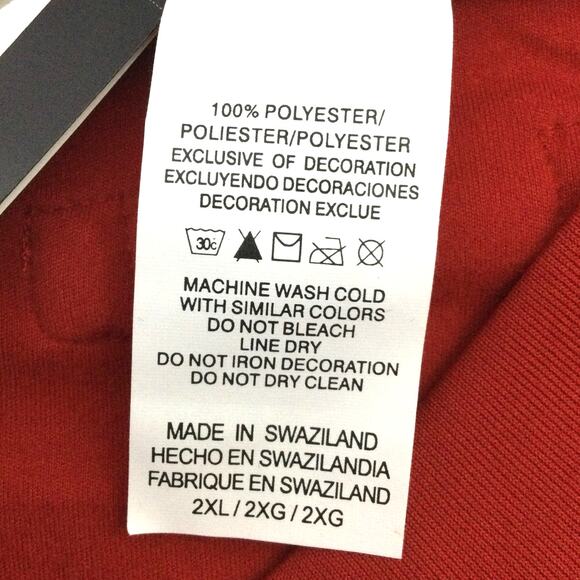 100% POLYESTER/
POLIESTER/POLYESTER
EXCLUSIVE OF DECORATION
EXCLUYENDO DECORACIONES
DECORATION EXCLUE
30c
MACHINE WASH COLD
WITH SIMILAR COLORS
DO NOT BLEACH
LINE DRY
DO NOT IRON DECORATION
DO NOT DRY CLEAN
MADE IN SWAZILAND
HECHO EN SWAZILANDIA
FABRIQUE EN SWAZILAND
2XL / 2XG / 2XG